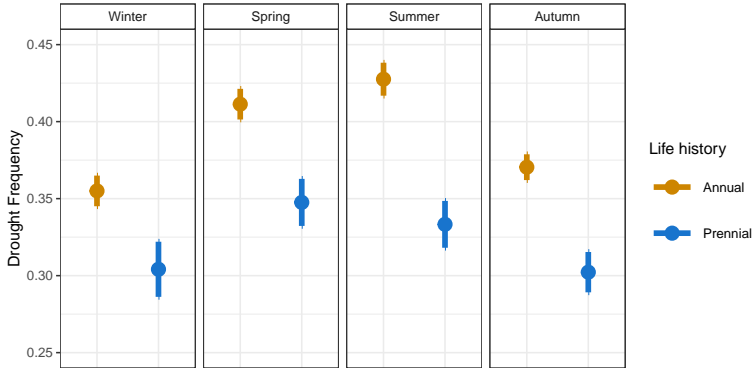 Winter Spring Summer Autumn
0.45
0.40
0.35
0.30
0.25
Drought Frequency
Life history
Annual
Prennial